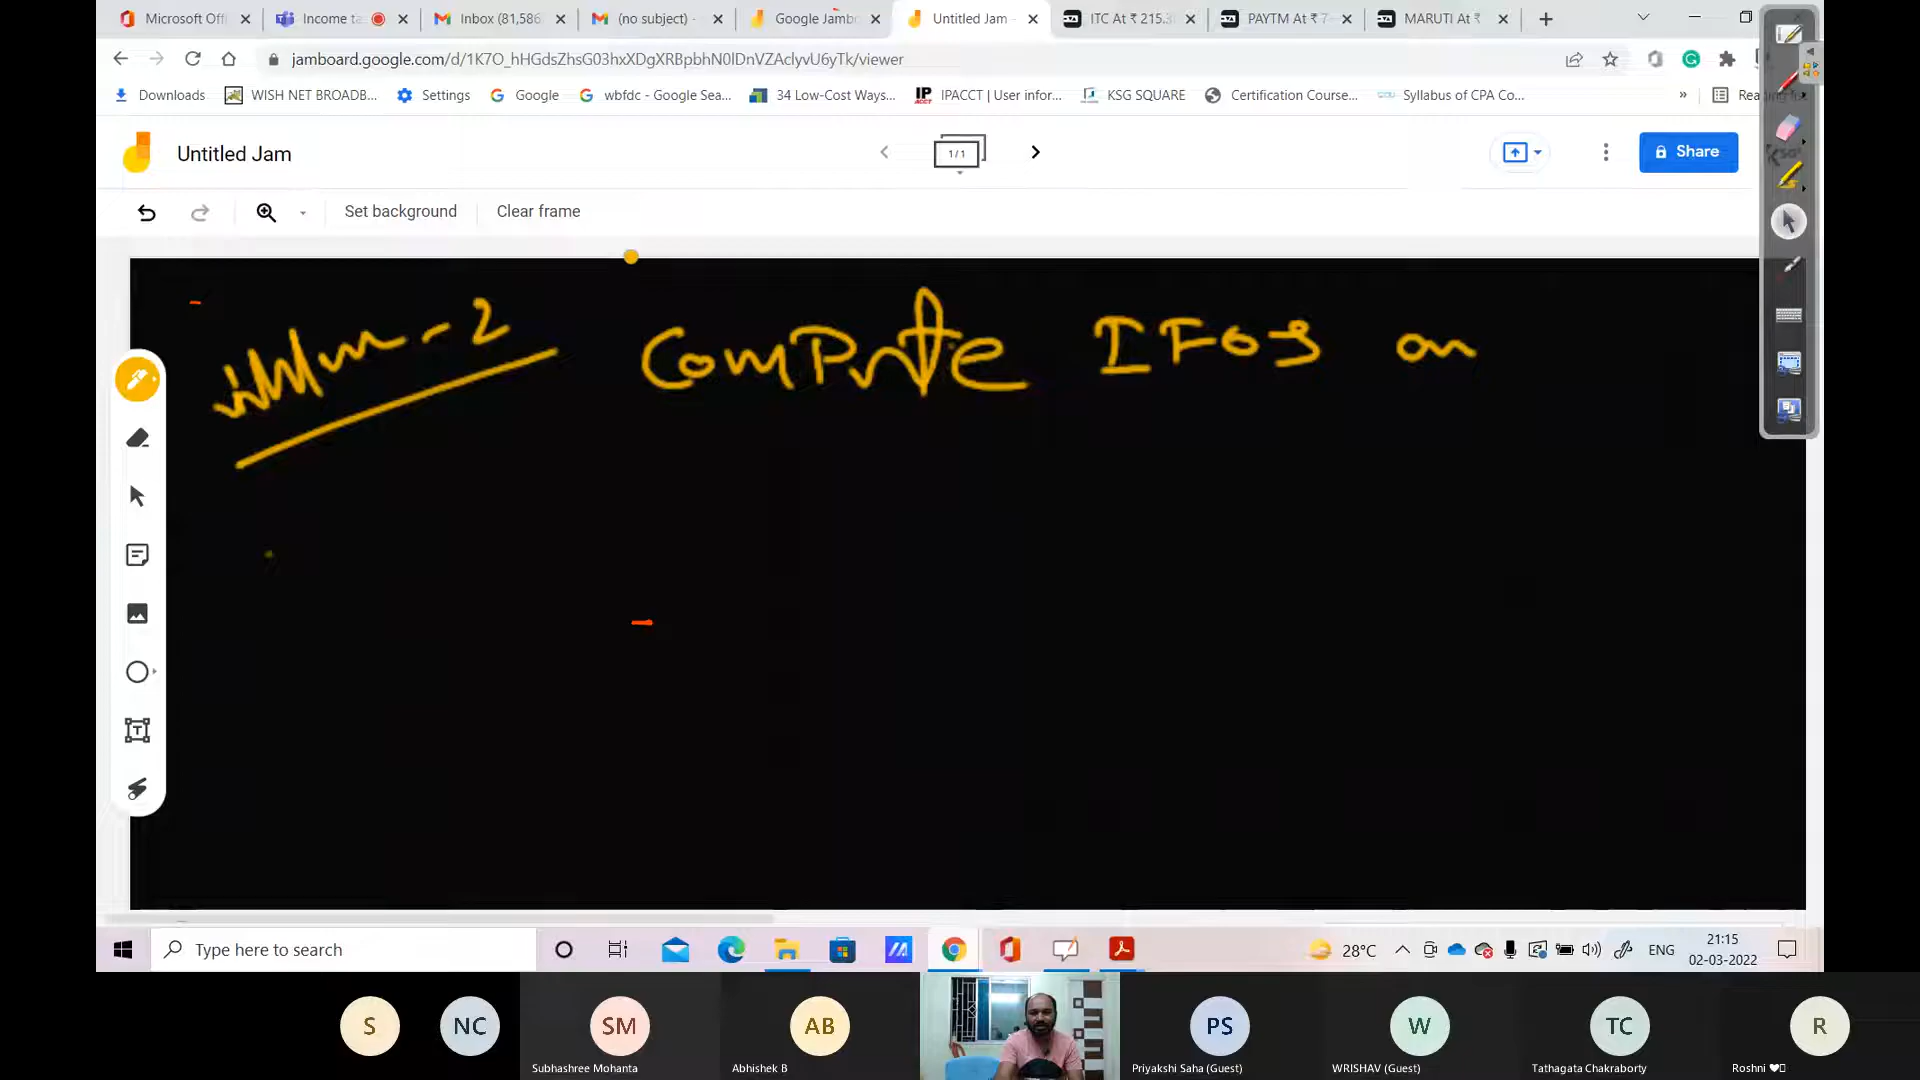 Microsoft Off
Income ta
Inbox (81,586
(no subject) -
Google Jambo
Untitled Jam -
ITC At ₹ 215.3
PAYTM At ₹ 7
MARUTI At ₹
jamboard.google.com/d/1K7O_hHGdsZhsG03hxXDgXRBpbhN0lDnVZAclyvU6yTk/viewer
Downloads
WISH NET BROADB...
Settings
Google
wbfdc - Google Sea...
34 Low-Cost Ways...
IPACCT | User infor...
KSG SQUARE
Certification Course...
Syllabus of CPA Co...
»
Untitled Jam
1/1
Share
Set background
Clear frame
- 2 ComPute IFOS on
Type here to search
28°C
ENG
21:15
02-03-2022
S
NC
SM
AB
PS
W
TC
R
Subhashree Mohanta
Abhishek B
Priyakshi Saha (Guest)
WRISHAV (Guest)
Tathagata Chakraborty
Roshni ❤